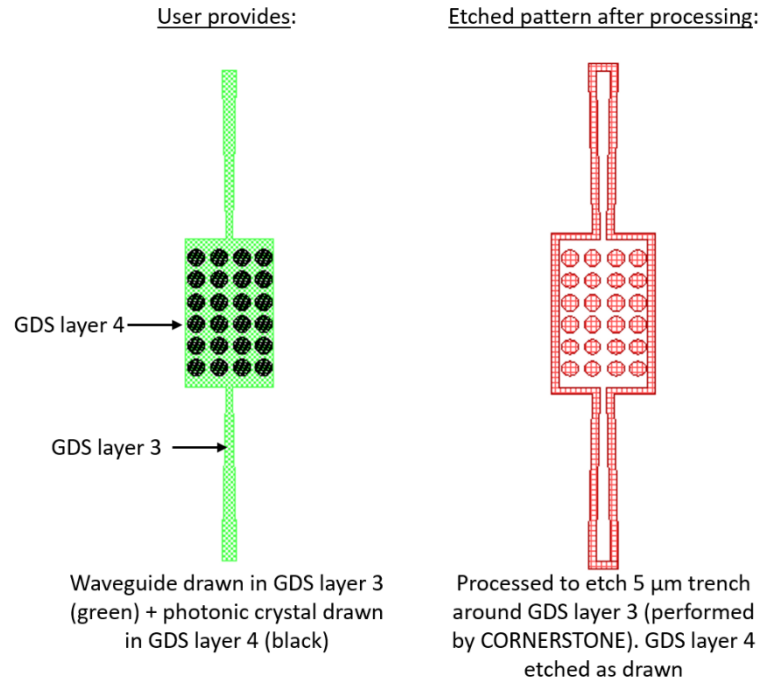 User provides:
Etched pattern after processing:
GDS layer 4
GDS layer 3
Waveguide drawn in GDS layer 3
(green) + photonic crystal drawn
in GDS layer 4 (black)
Processed to etch 5 µm trench
around GDS layer 3 (performed
by CORNERSTONE). GDS layer 4
etched as drawn